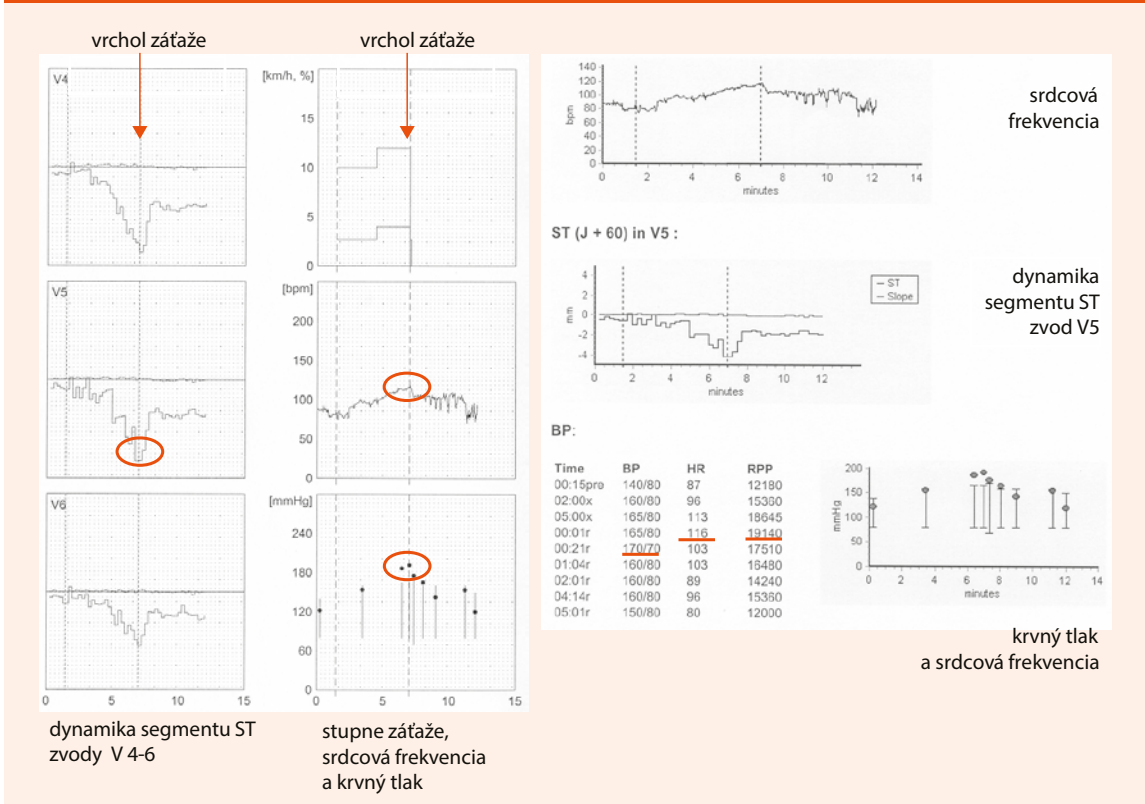 vrchol záťaže
vrchol záťaže
V4
[km/h, %]
15
10
5
0
V5
[bpm]
200
150
100
50
0
V6
[mmHg]
240
180
120
60
0
0 5 10 15
0 5 10 15
dynamika segmentu ST
zvody V 4-6
stupne záťaže,
srdcová frekvencia
a krvný tlak
140
120
100
80
60
40
20
0
bpm
0 2 4 6 8 10 12 14
minutes
srdcová
frekvencia
ST (J + 60) in V5 :
4
2
0
-2
-4
mm
ST
Slope
0 2 4 6 8 10 12
minutes
dynamika
segmentu ST
zvod V5
BP:
Time BP HR RPP
00:15pre 140/80 87 12180
02:00x 160/80 96 15360
05:00x 165/80 113 18645
00:01r 165/80 116 19140
00:21r 170/70 103 17510
01:04r 160/80 103 16480
02:01r 160/80 89 14240
04:14r 160/80 96 15360
05:01r 150/80 80 12000
200
150
100
50
0
mmHg
0 2 4 6 8 10 12 14
minutes
krvný tlak
a srdcová frekvencia